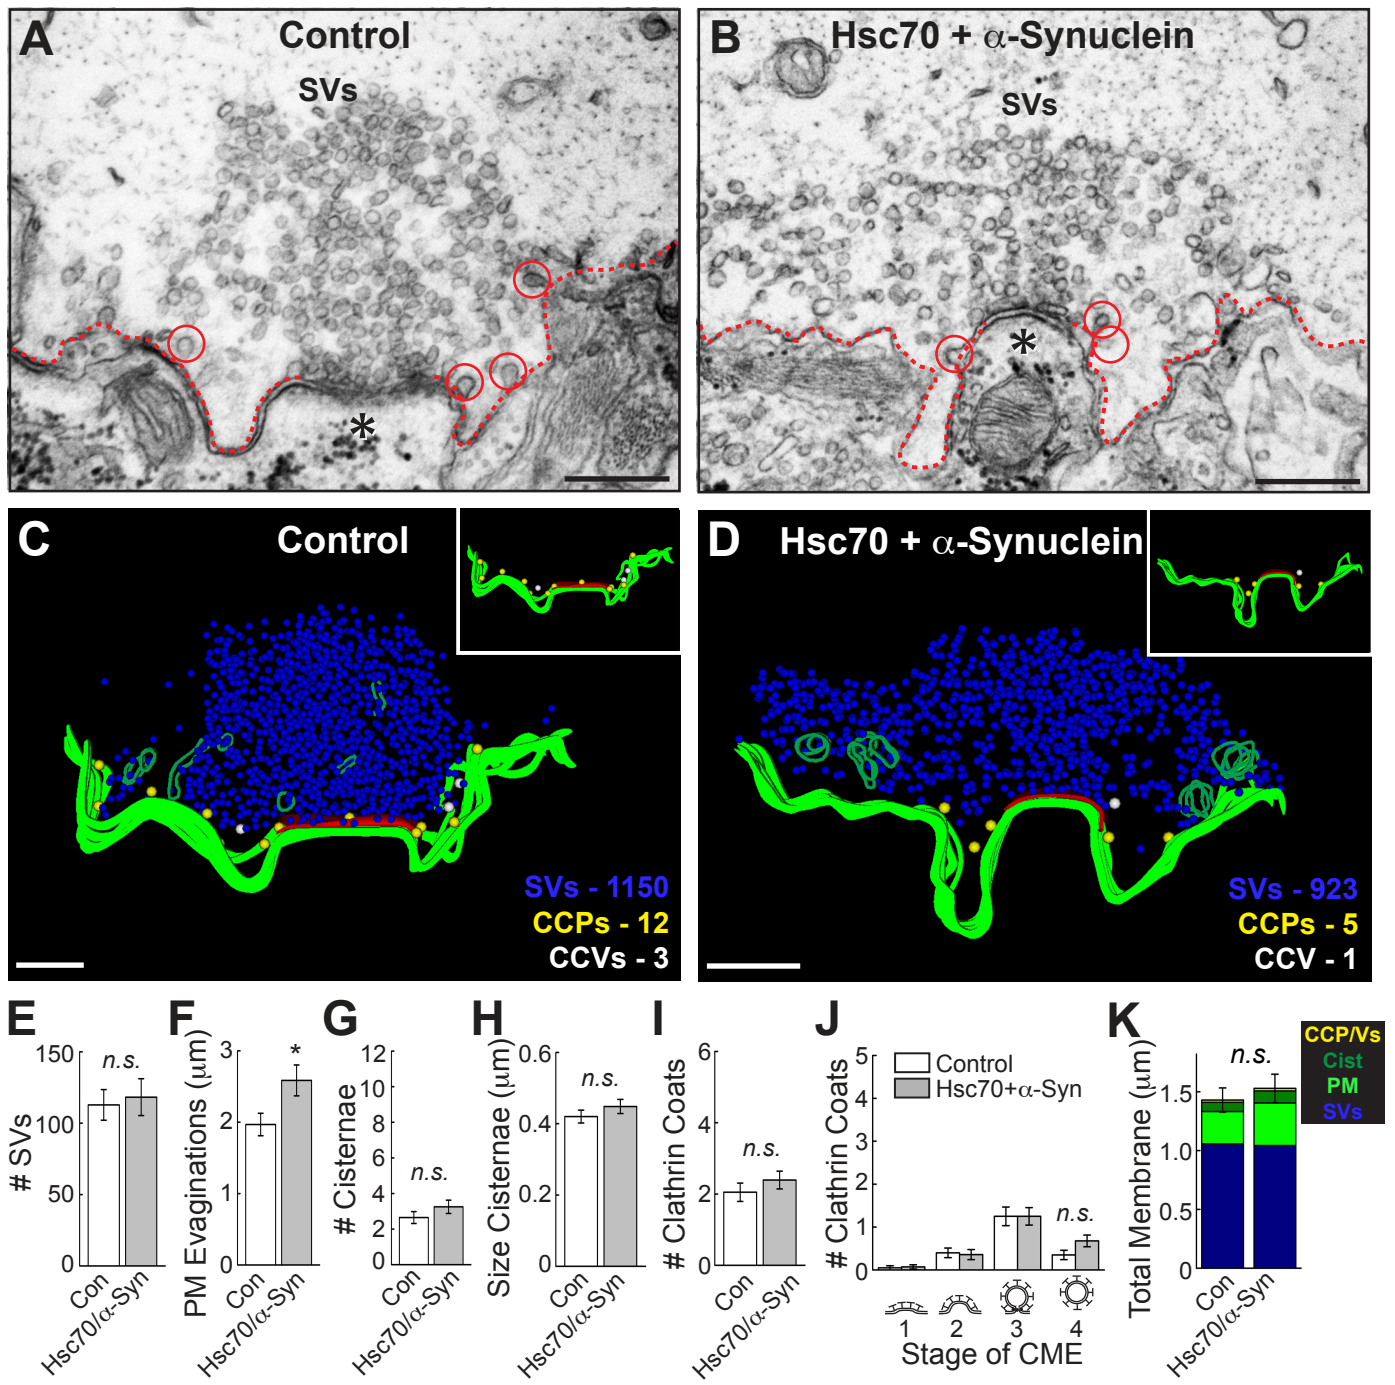 A
Control
SVs
*
B
Hsc70 + α-Synuclein
SVs
*
C
Control
SVs - 1150
CCPs - 12
CCVs - 3
D
Hsc70 + α-Synuclein
SVs - 923
CCPs - 5
CCV - 1
E
# SVs
150
100
50
0
n.s.
Con
Hsc70/α-Syn
F
PM Evaginations (μm)
3
2
1
0
*
Con
Hsc70/α-Syn
G
# Cisternae
12
10
8
6
4
2
0
n.s.
Con
Hsc70/α-Syn
H
Size Cisternae (μm)
0.6
0.4
0.2
0
n.s.
Con
Hsc70/α-Syn
I
# Clathrin Coats
6
4
2
0
n.s.
Con
Hsc70/α-Syn
J
# Clathrin Coats
5
4
3
2
1
0
Control
Hsc70+α-Syn
n.s.
1 2 3 4
Stage of CME
K
Total Membrane (μm)
1.5
1.0
0.5
0
n.s.
Con
Hsc70/α-Syn
CCP/Vs
Cist
PM
SVs